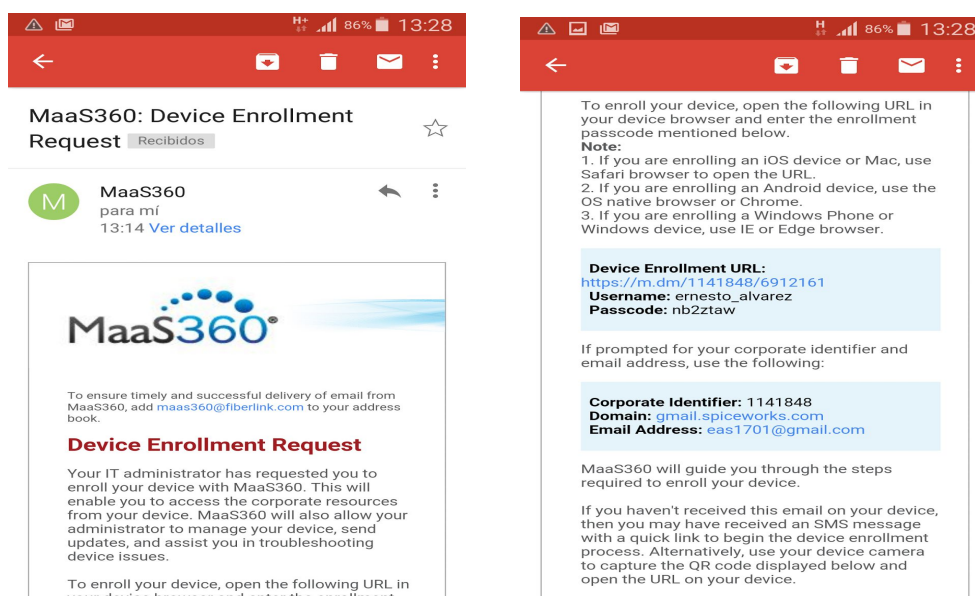 H+ 86% 13:28
MaaS360: Device Enrollment
Request Recibidos
M
MaaS360
para mí
13:14 Ver detalles
MaaS360®
To ensure timely and successful delivery of email from
MaaS360, add maas360@fiberlink.com to your address
book.
Device Enrollment Request
Your IT administrator has requested you to
enroll your device with MaaS360. This will
enable you to access the corporate resources
from your device. MaaS360 will also allow your
administrator to manage your device, send
updates, and assist you in troubleshooting
device issues.
To enroll your device, open the following URL in
your device browser and enter the enrollment
H 86% 13:28
To enroll your device, open the following URL in
your device browser and enter the enrollment
passcode mentioned below.
Note:
1. If you are enrolling an iOS device or Mac, use
Safari browser to open the URL.
2. If you are enrolling an Android device, use the
OS native browser or Chrome.
3. If you are enrolling a Windows Phone or
Windows device, use IE or Edge browser.
Device Enrollment URL:
https://m.dm/1141848/6912161
Username: ernesto_alvarez
Passcode: nb2ztaw
If prompted for your corporate identifier and
email address, use the following:
Corporate Identifier: 1141848
Domain: gmail.spiceworks.com
Email Address: eas1701@gmail.com
MaaS360 will guide you through the steps
required to enroll your device.
If you haven't received this email on your device,
then you may have received an SMS message
with a quick link to begin the device enrollment
process. Alternatively, use your device camera
to capture the QR code displayed below and
open the URL on your device.